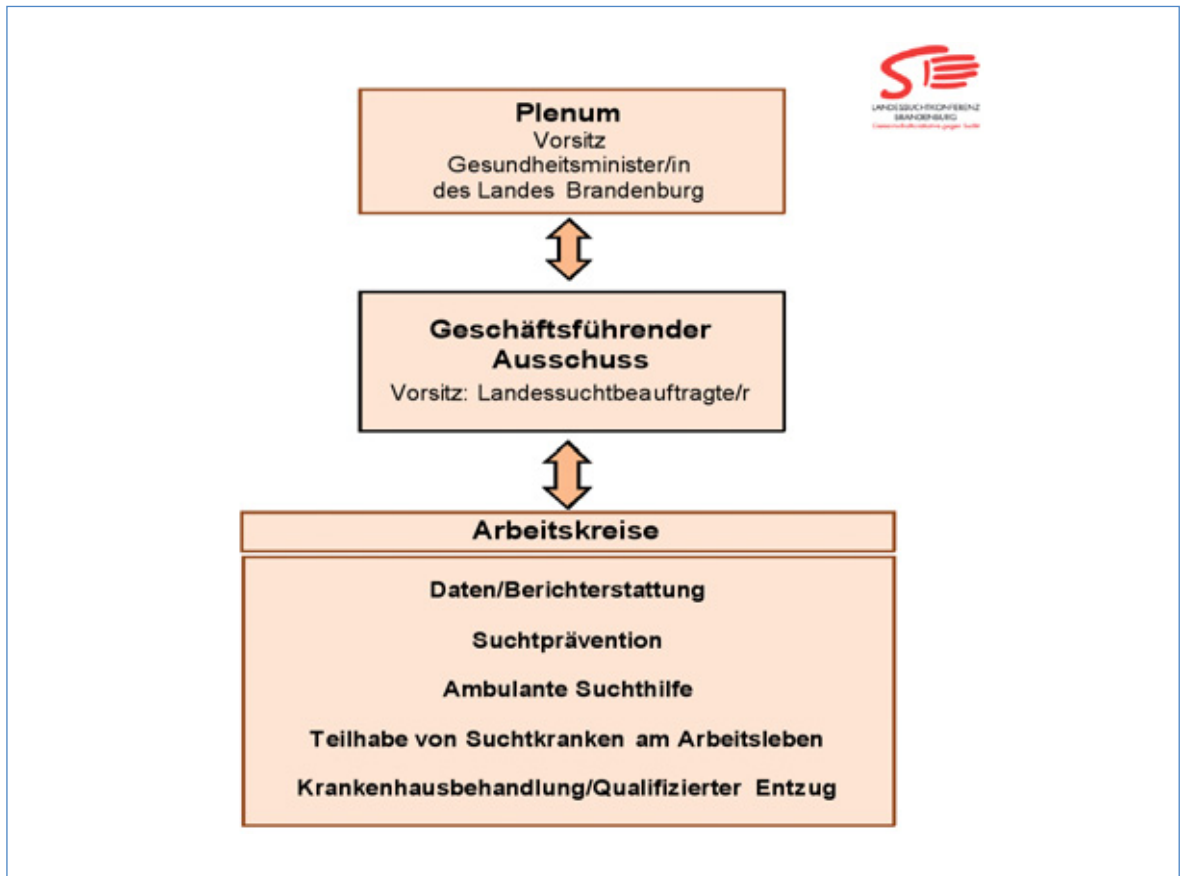 LANDESSUCHTKONFERENZ
BRANDENBURG
Plenum
Vorsitz
Gesundheitsminister/in
des Landes Brandenburg
Geschäftsführender
Ausschuss
Vorsitz: Landessuchtbeauftragte/r
Arbeitskreise
Daten/Berichterstattung
Suchtprävention
Ambulante Suchthilfe
Teilhabe von Suchtkranken am Arbeitsleben
Krankenhausbehandlung/Qualifizierter Entzug